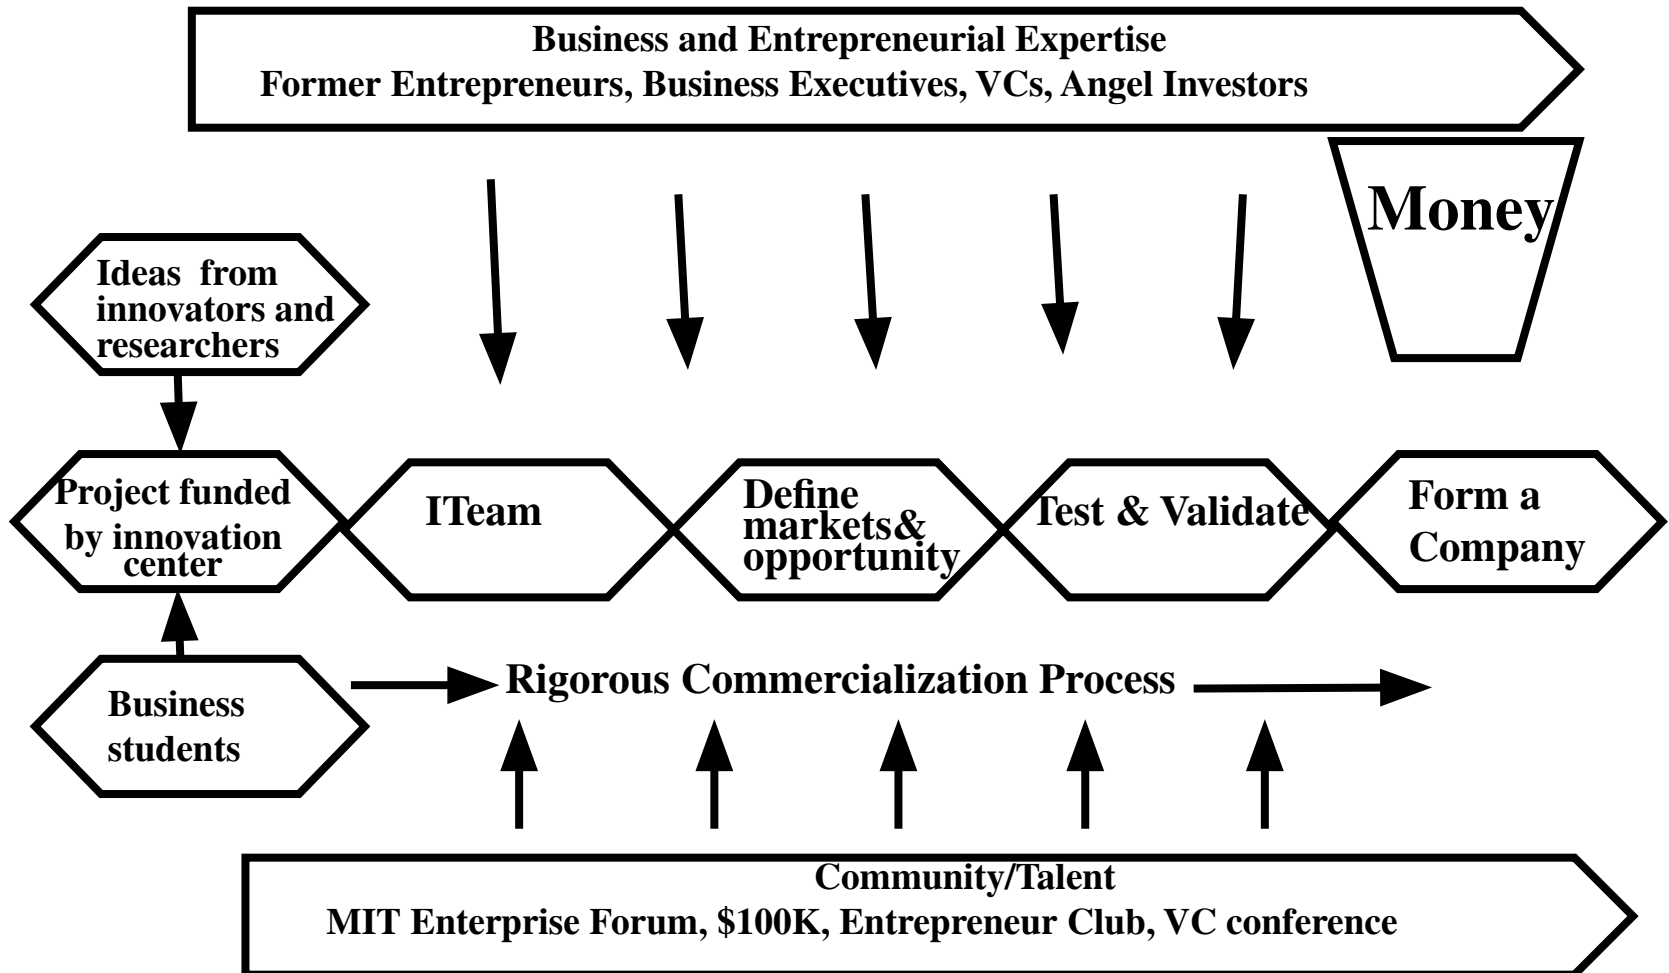 Business and Entrepreneurial Expertise
Former Entrepreneurs, Business Executives, VCs, Angel Investors
Money
Ideas from
innovators and
researchers
Project funded
by innovation
center
ITeam
Define
markets&
opportunity
Test & Validate
Form a
Company
Business
students
Rigorous Commercialization Process
Community/Talent
MIT Enterprise Forum, $100K, Entrepreneur Club, VC conference